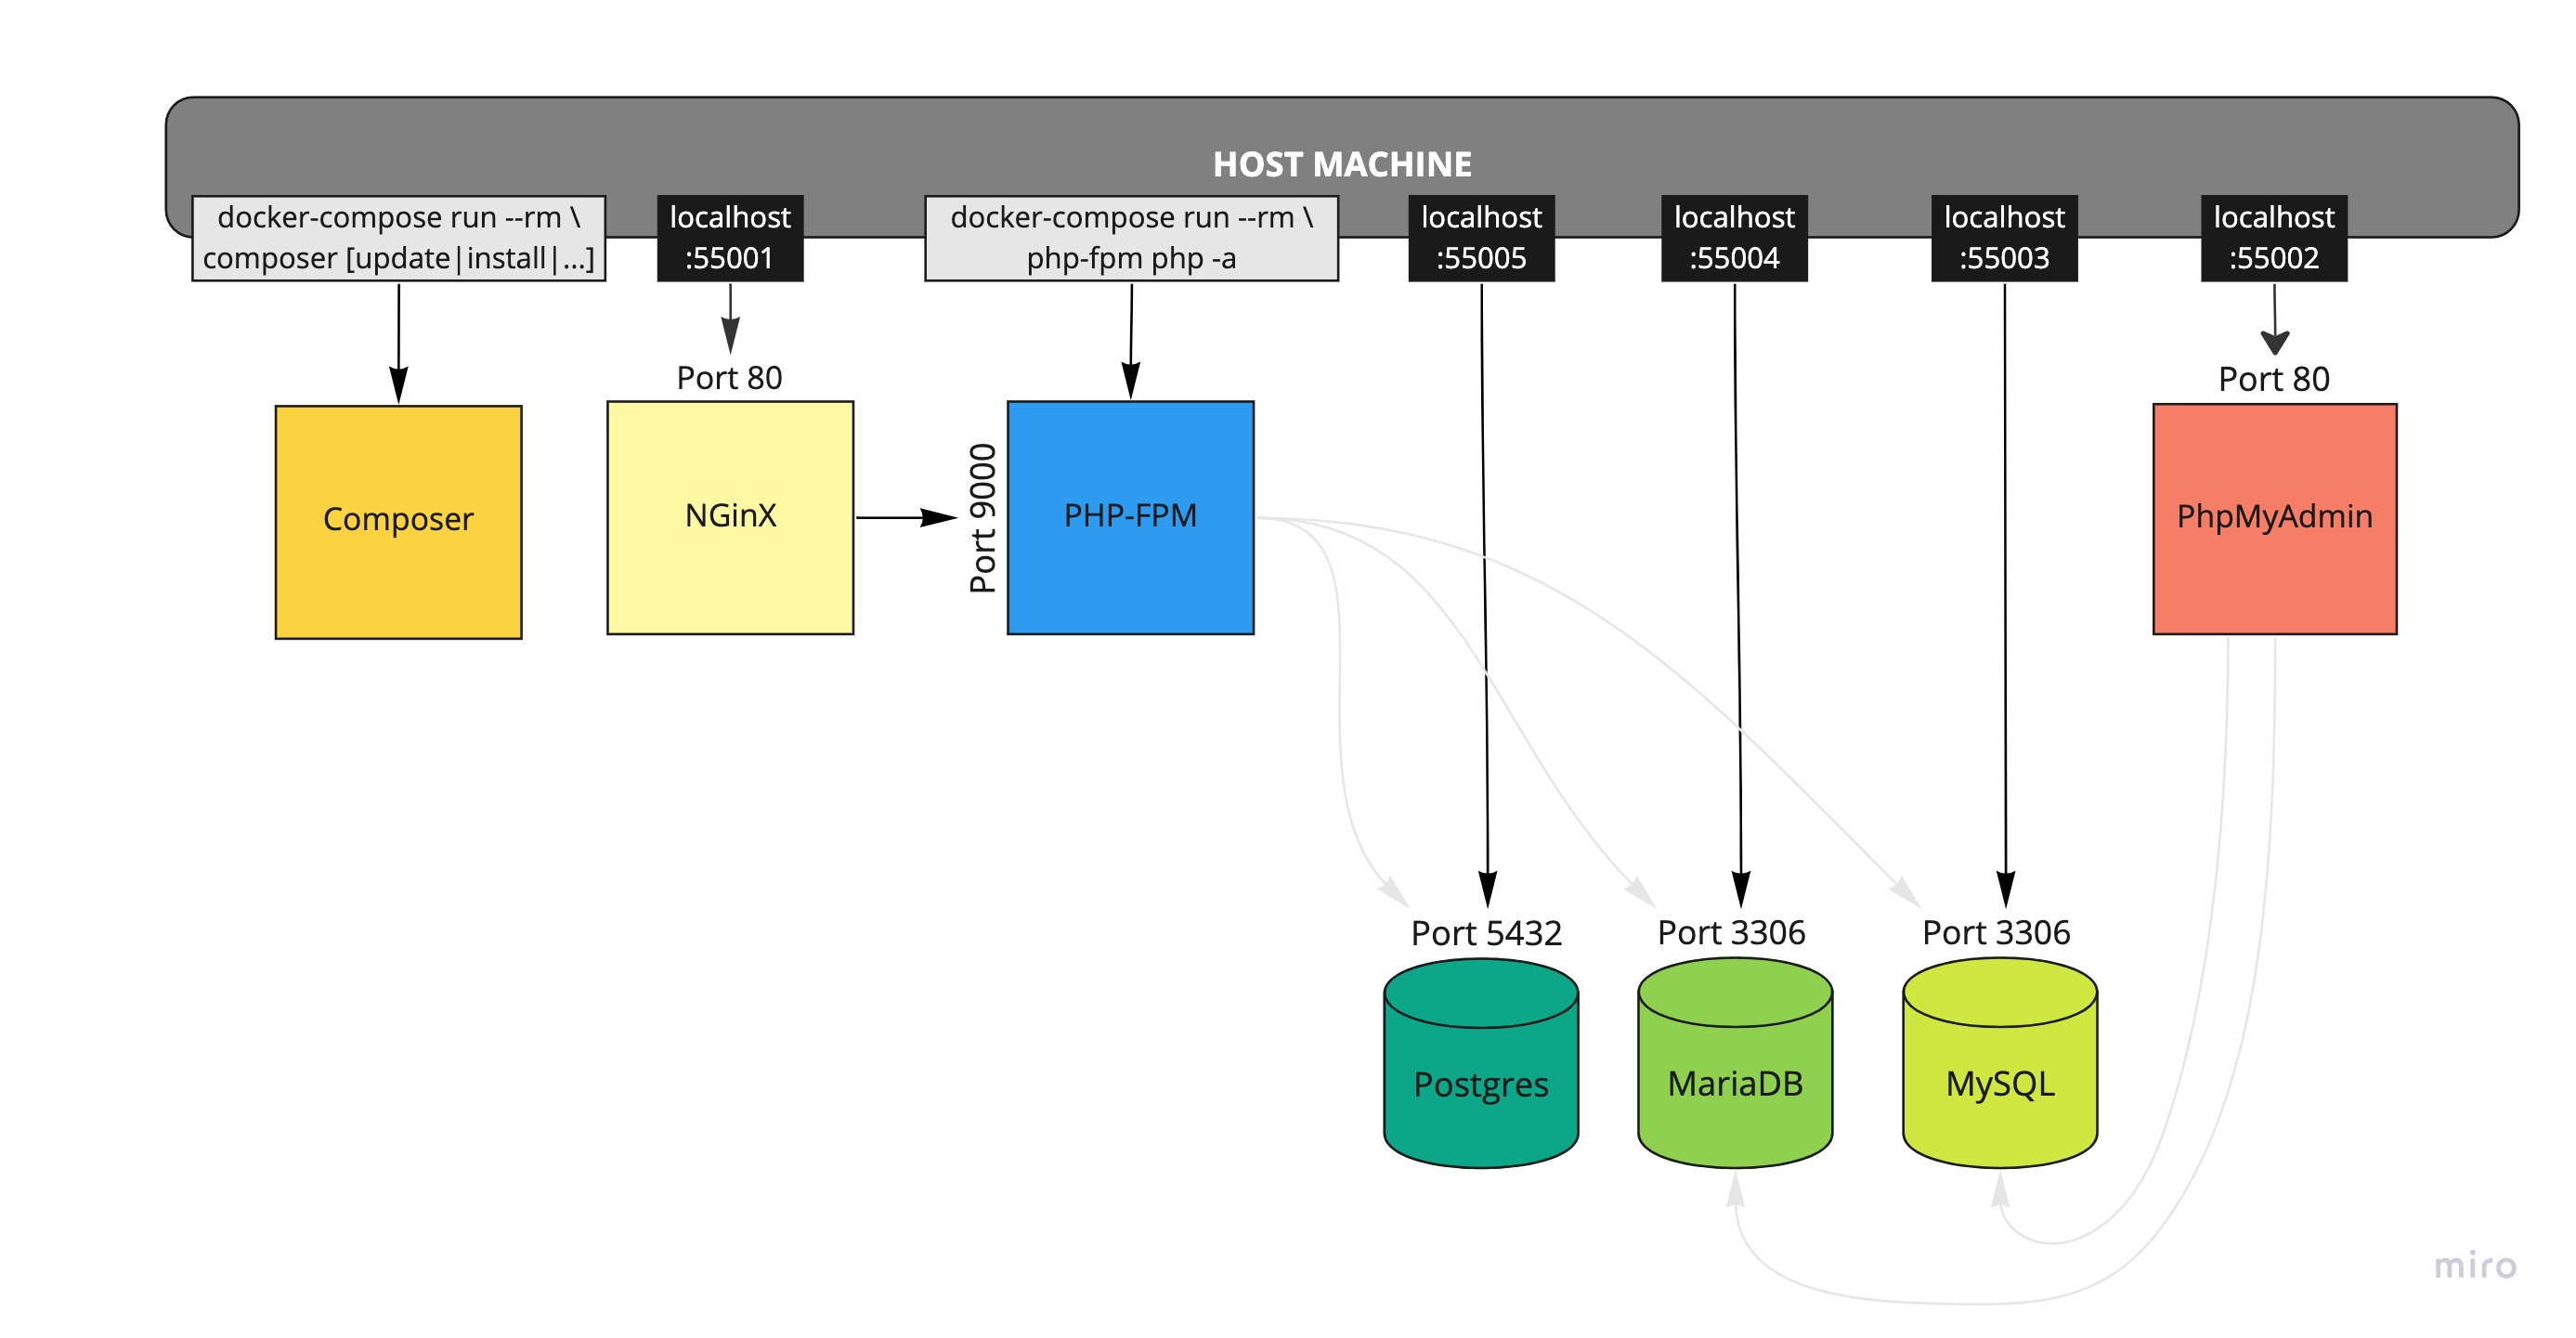 HOST MACHINE
docker-compose run --rm \
composer [update|install|...]
localhost
:55001
docker-compose run --rm \
php-fpm php -a
localhost
:55005
localhost
:55004
localhost
:55003
localhost
:55002
Port 80
Port 80
Composer
NGinX
Port 9000
PHP-FPM
PhpMyAdmin
Port 5432
Port 3306
Port 3306
Postgres
MariaDB
MySQL
miro